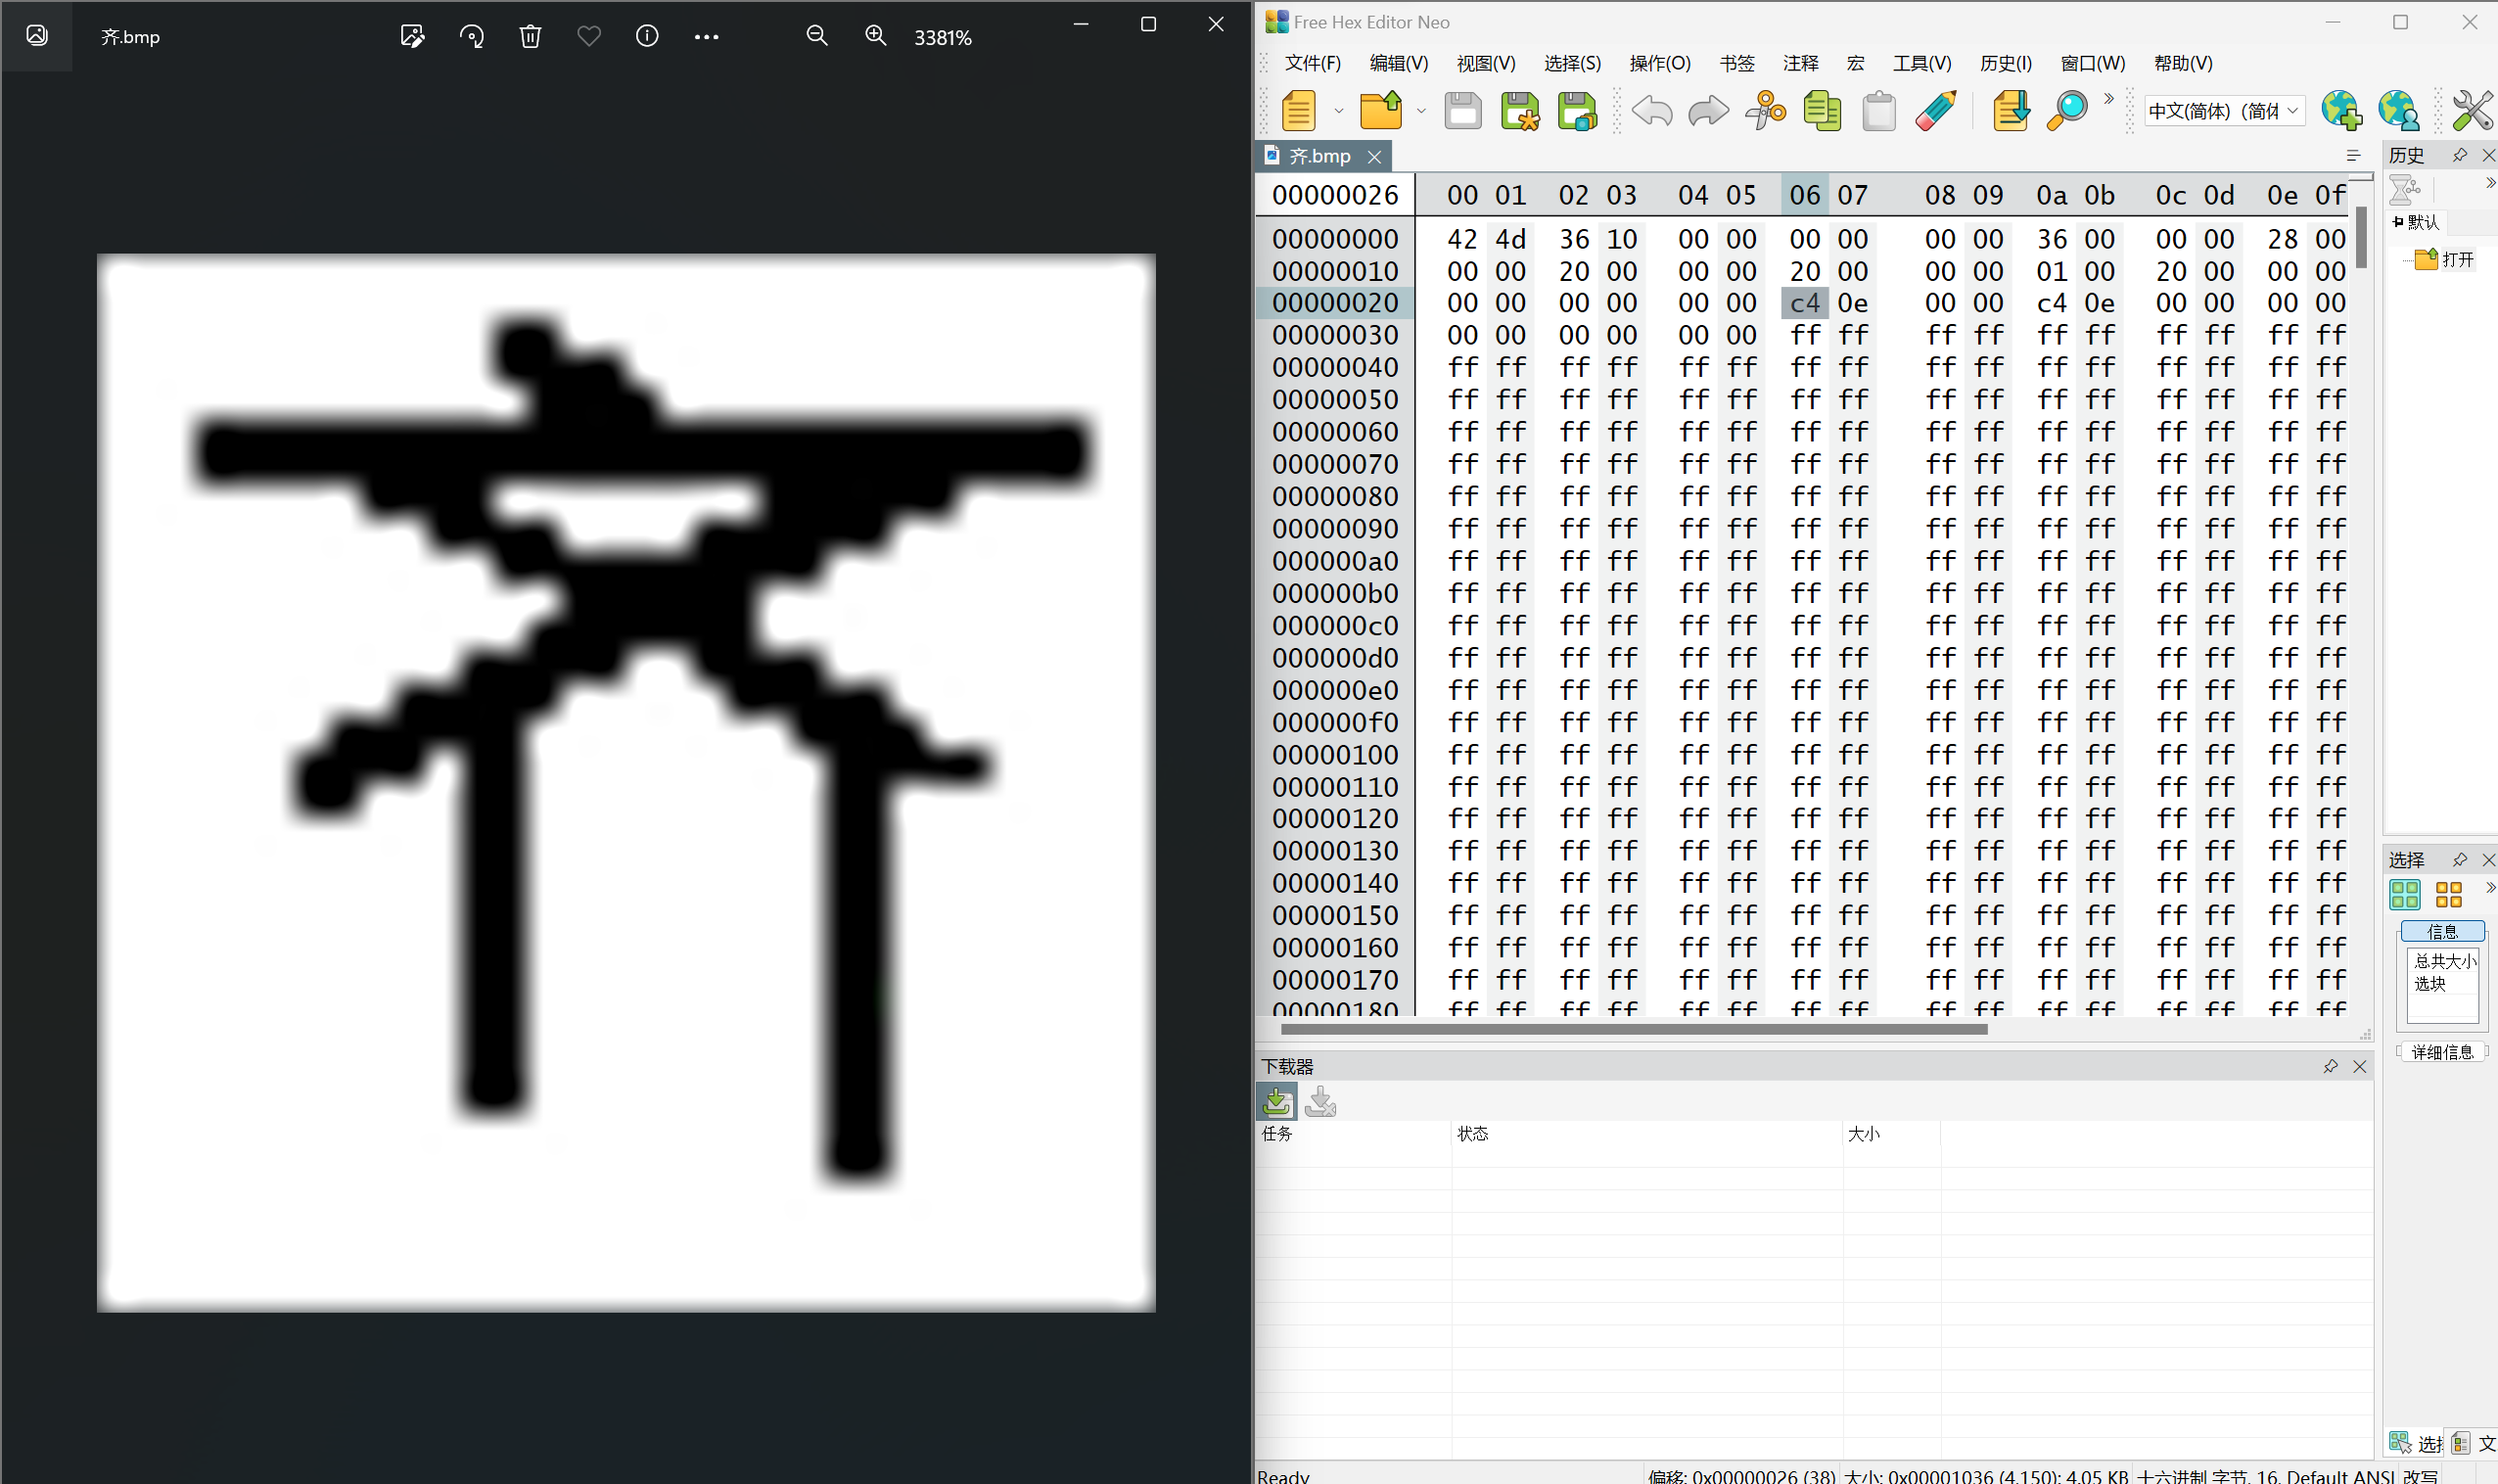 齐.bmp
3381%
齐
Free Hex Editor Neo
文件(F) 编辑(V) 视图(V) 选择(S) 操作(O) 书签 注释 宏 工具(V) 历史(I) 窗口(W) 帮助(V)
中文(简体) (简体
齐.bmp
00000026 00 01 02 03 04 05 06 07 08 09 0a 0b 0c 0d 0e 0f
00000000 42 4d 36 10 00 00 00 00 00 00 36 00 00 00 28 00
00000010 00 00 20 00 00 00 20 00 00 00 01 00 20 00 00 00
00000020 00 00 00 00 00 00 c4 0e 00 00 c4 0e 00 00 00 00
00000030 00 00 00 00 00 00 ff ff ff ff ff ff ff ff ff ff
00000040 ff ff ff ff ff ff ff ff ff ff ff ff ff ff ff ff
00000050 ff ff ff ff ff ff ff ff ff ff ff ff ff ff ff ff
00000060 ff ff ff ff ff ff ff ff ff ff ff ff ff ff ff ff
00000070 ff ff ff ff ff ff ff ff ff ff ff ff ff ff ff ff
00000080 ff ff ff ff ff ff ff ff ff ff ff ff ff ff ff ff
00000090 ff ff ff ff ff ff ff ff ff ff ff ff ff ff ff ff
000000a0 ff ff ff ff ff ff ff ff ff ff ff ff ff ff ff ff
000000b0 ff ff ff ff ff ff ff ff ff ff ff ff ff ff ff ff
000000c0 ff ff ff ff ff ff ff ff ff ff ff ff ff ff ff ff
000000d0 ff ff ff ff ff ff ff ff ff ff ff ff ff ff ff ff
000000e0 ff ff ff ff ff ff ff ff ff ff ff ff ff ff ff ff
000000f0 ff ff ff ff ff ff ff ff ff ff ff ff ff ff ff ff
00000100 ff ff ff ff ff ff ff ff ff ff ff ff ff ff ff ff
00000110 ff ff ff ff ff ff ff ff ff ff ff ff ff ff ff ff
00000120 ff ff ff ff ff ff ff ff ff ff ff ff ff ff ff ff
00000130 ff ff ff ff ff ff ff ff ff ff ff ff ff ff ff ff
00000140 ff ff ff ff ff ff ff ff ff ff ff ff ff ff ff ff
00000150 ff ff ff ff ff ff ff ff ff ff ff ff ff ff ff ff
00000160 ff ff ff ff ff ff ff ff ff ff ff ff ff ff ff ff
00000170 ff ff ff ff ff ff ff ff ff ff ff ff ff ff ff ff
00000180 ff ff ff ff ff ff ff ff ff ff ff ff ff ff ff ff
历史
默认
打开
选择
信息
总共大小
选块
详细信息
下载器
任务 状态 大小
选择 文
Ready 偏移: 0x00000026 (38) 大小: 0x00001036 (4,150): 4.05 KB 十六进制 字节, 16, Default ANSI 改写